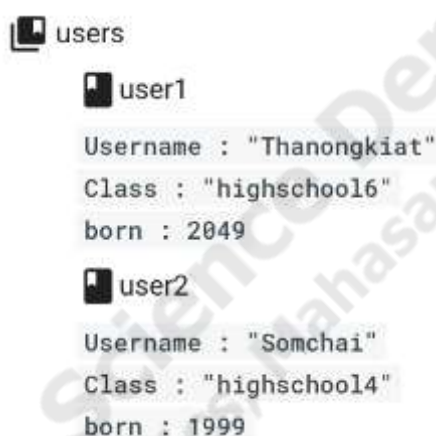 users
user1
Username : "Thanongkiat"
Class : "highschool6"
born : 2049
user2
Username : "Somchai"
Class : "highschool4"
born : 1999